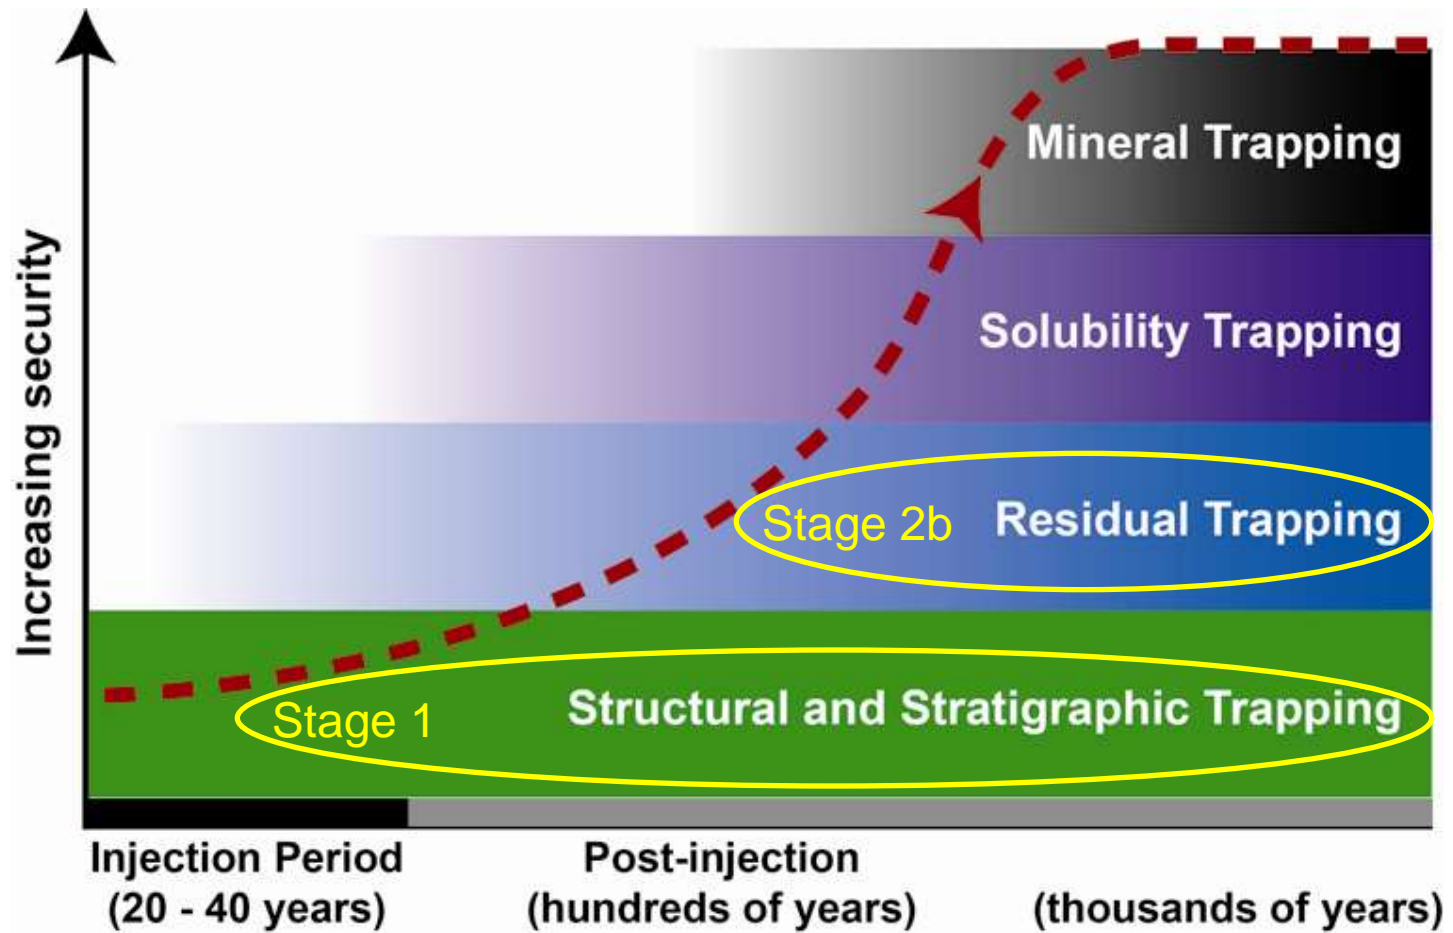 Increasing security
Mineral Trapping
Solubility Trapping
Stage 2b Residual Trapping
Stage 1 Structural and Stratigraphic Trapping
Injection Period
(20 - 40 years)
Post-injection
(hundreds of years)
(thousands of years)